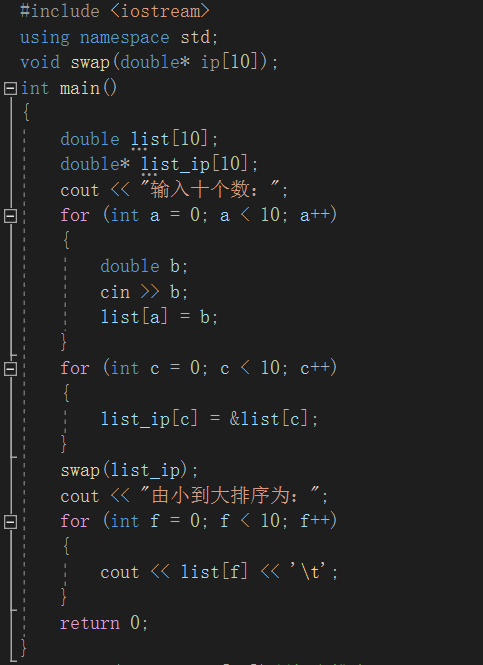 #include <iostream>
using namespace std;
void swap(double* ip[10]);
int main()
{
double list[10];
double* list_ip[10];
cout << "输入十个数：";
for (int a = 0; a < 10; a++)
{
double b;
cin >> b;
list[a] = b;
}
for (int c = 0; c < 10; c++)
{
list_ip[c] = &list[c];
}
swap(list_ip);
cout << "由小到大排序为：";
for (int f = 0; f < 10; f++)
{
cout << list[f] << '\t';
}
return 0;
}